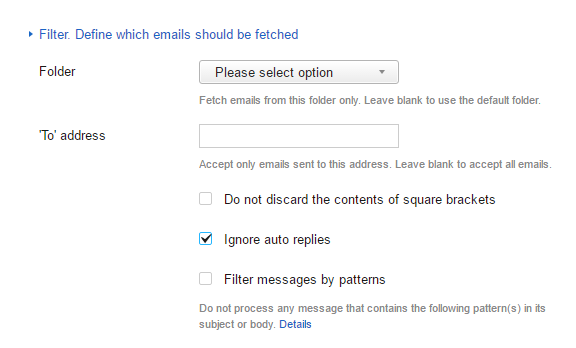 Filter. Define which emails should be fetched
Folder
Please select option
Fetch emails from this folder only. Leave blank to use the default folder.
'To' address
Accept only emails sent to this address. Leave blank to accept all emails.
Do not discard the contents of square brackets
Ignore auto replies
Filter messages by patterns
Do not process any message that contains the following pattern(s) in its
subject or body. Details